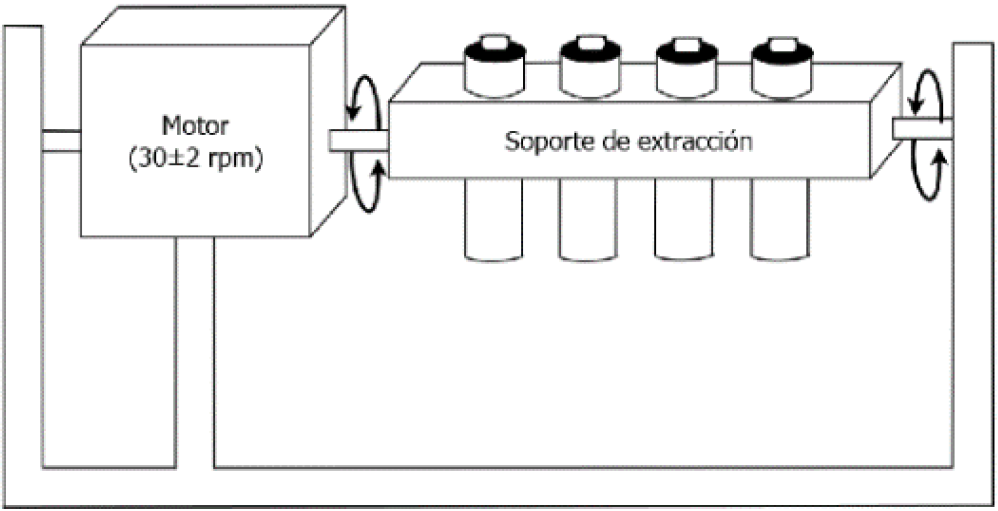 Motor
(30±2 rpm)
Soporte de extracción